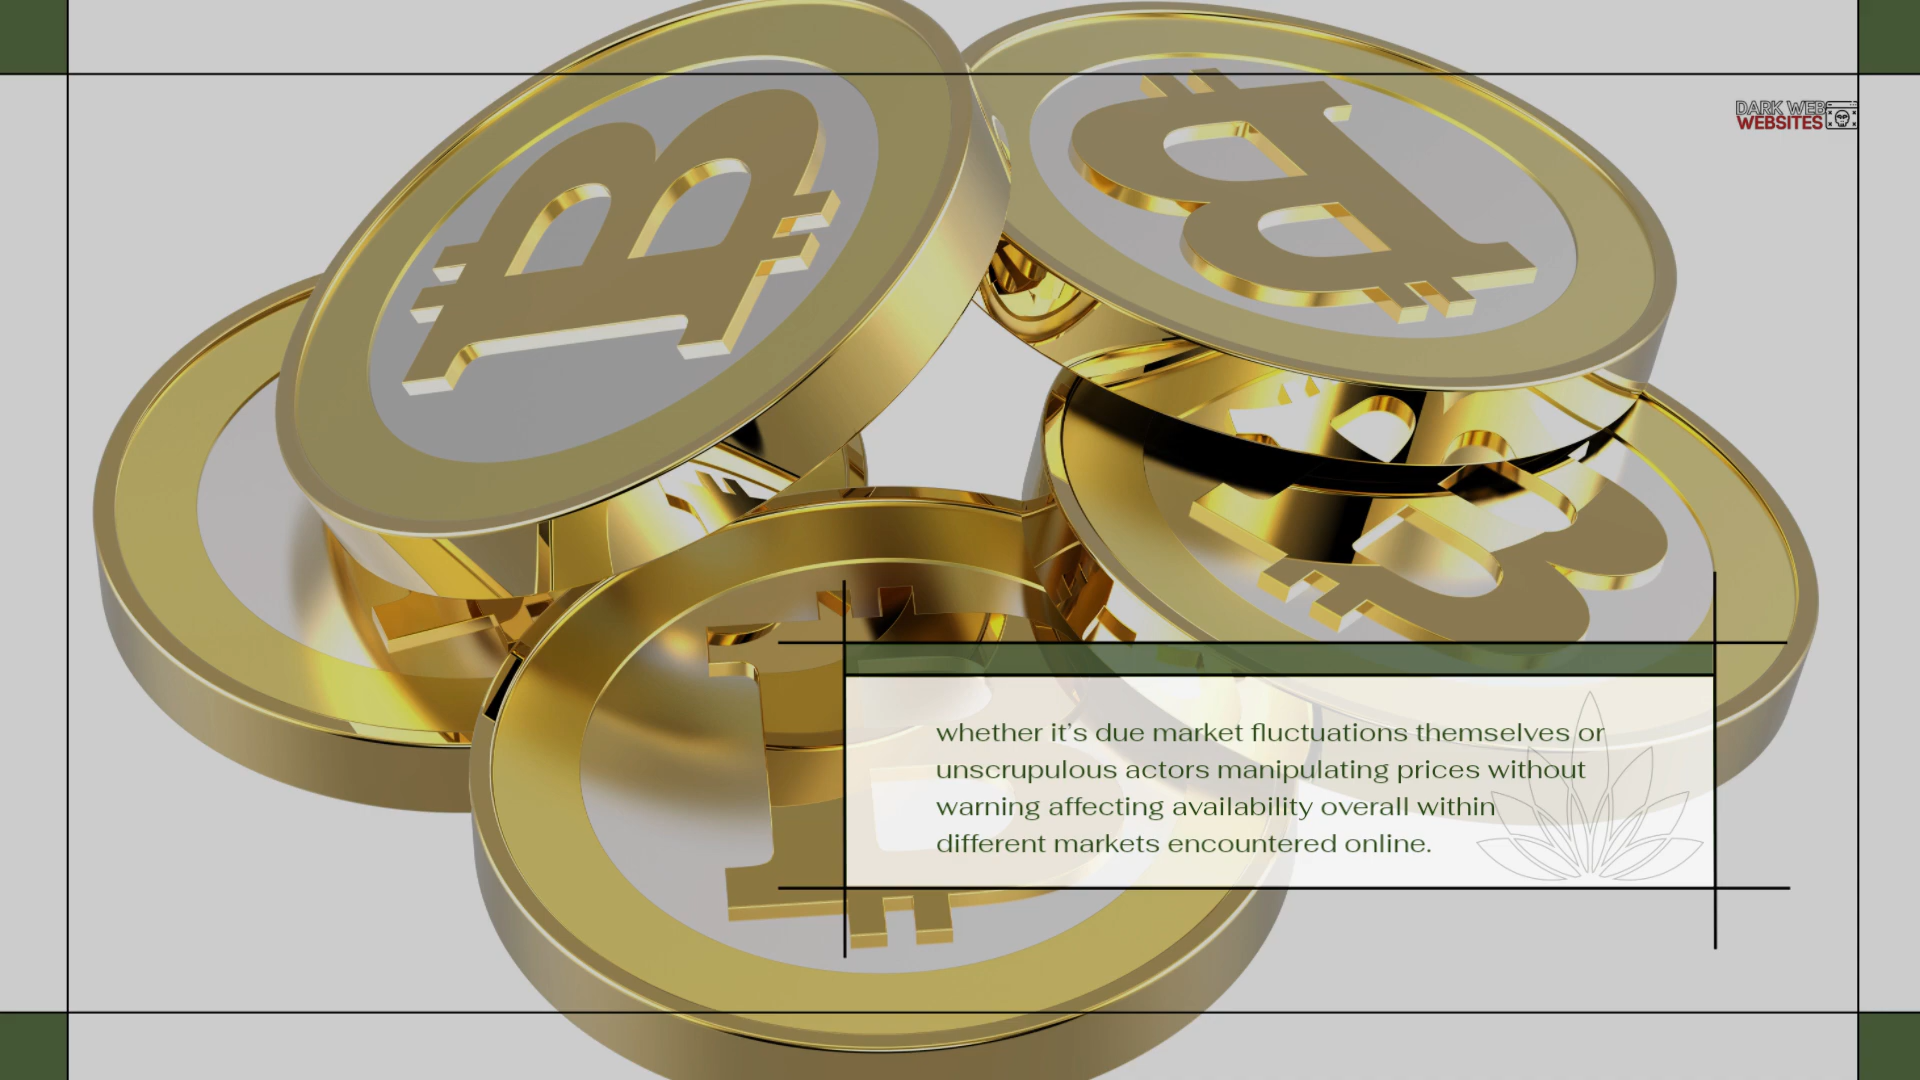 DARK WEB
WEBSITES
whether it’s due market fluctuations themselves or
unscrupulous actors manipulating prices without
warning affecting availability overall within
different markets encountered online.